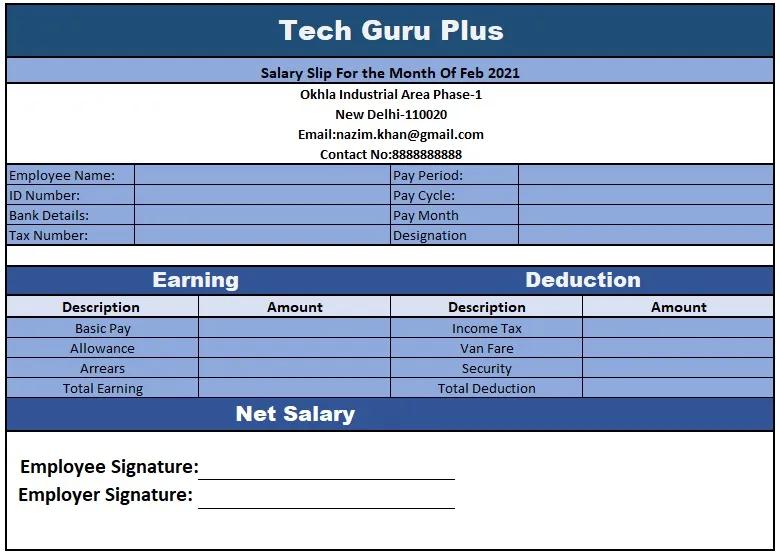 Tech Guru Plus
Salary Slip For the Month Of Feb 2021
Okhla Industrial Area Phase-1
New Delhi-110020
Email:nazim.khan@gmail.com
Contact No:8888888888
Employee Name: Pay Period:
ID Number: Pay Cycle:
Bank Details: Pay Month
Tax Number: Designation
Earning Deduction
Description Amount Description Amount
Basic Pay Income Tax
Allowance Van Fare
Arrears Security
Total Earning Total Deduction
Net Salary
Employee Signature:
Employer Signature: